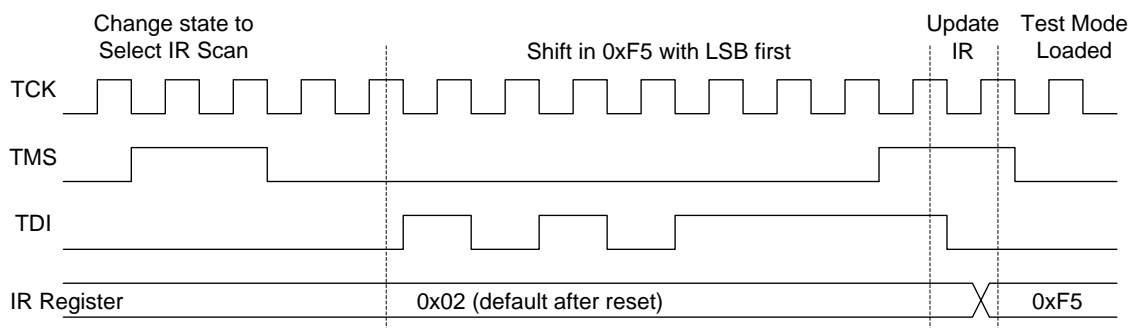 Change state to
Select IR Scan
Shift in 0xF5 with LSB first
Update
IR
Test Mode
Loaded
TCK
TMS
TDI
IR Register
0x02 (default after reset)
0xF5